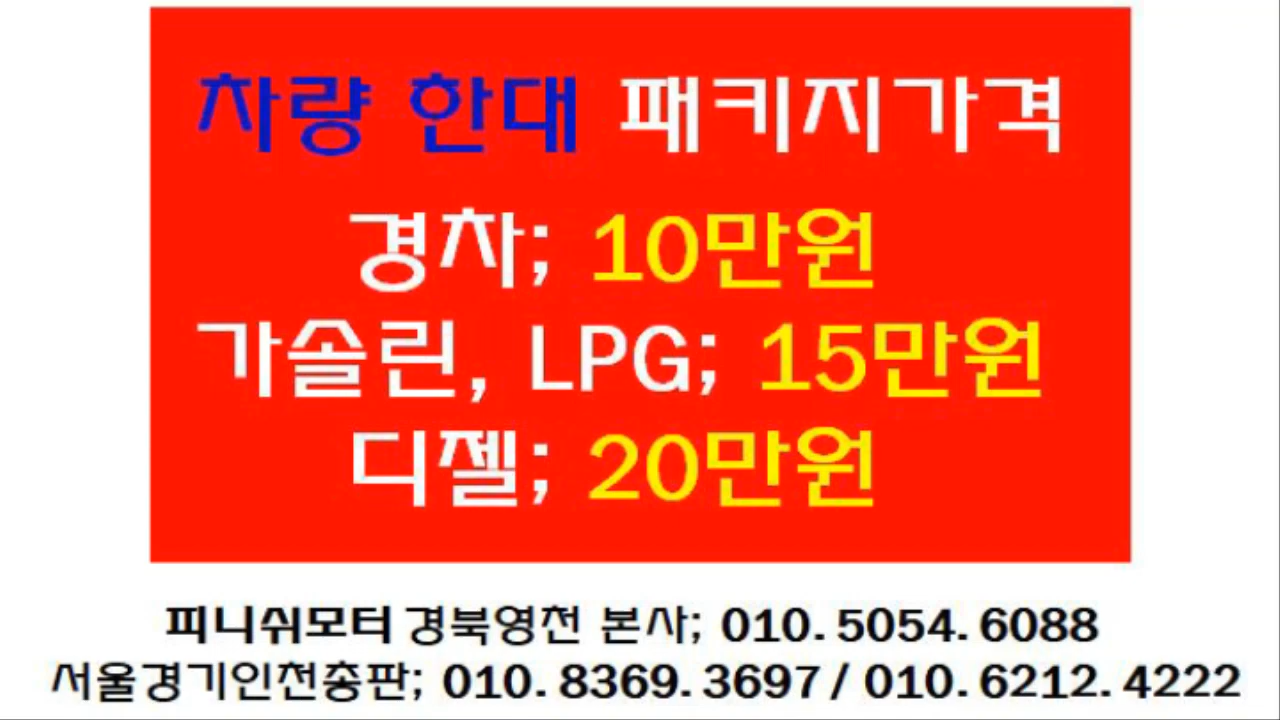 차량 한대 패키지가격
경차; 10만원
가솔린, LPG; 15만원
디젤; 20만원
피니쉬모터 경북영천 본사; 010. 5054. 6088
서울경기인천총판; 010. 8369. 3697 / 010. 6212. 4222